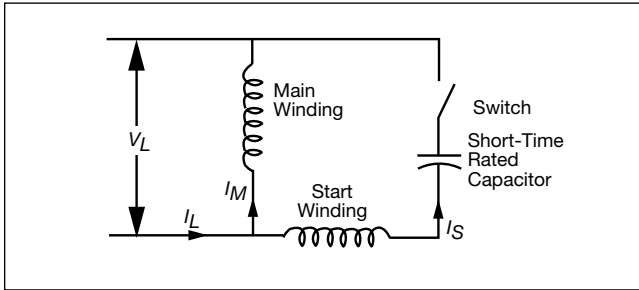 Main
Winding
Switch
V_L
Short-Time
Rated
Capacitor
I_M
Start
Winding
I_L
I_S